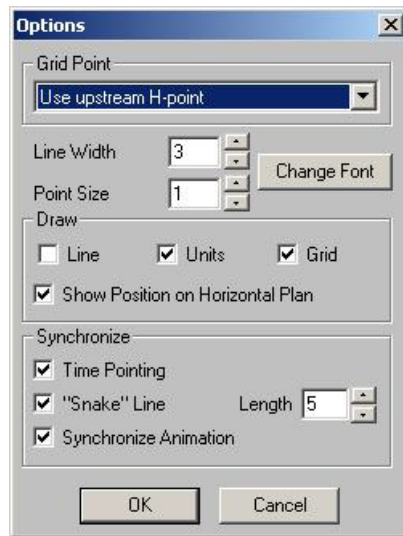 Options
Grid Point
Use upstream H-point
Line Width 3
Change Font
Point Size 1
Draw
Line Units Grid
Show Position on Horizontal Plan
Synchronize
Time Pointing
"Snake" Line Length 5
Synchronize Animation
OK Cancel